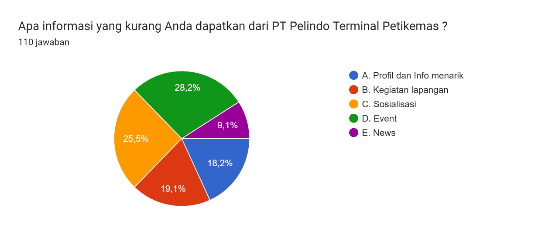 Apa informasi yang kurang Anda dapatkan dari PT Pelindo Terminal Petikemas ?
110 jawaban
A. Profil dan Info menarik
B. Kegiatan lapangan
C. Sosialisasi
D. Event
E. News
28,2%
9,1%
25,5%
18,2%
19,1%